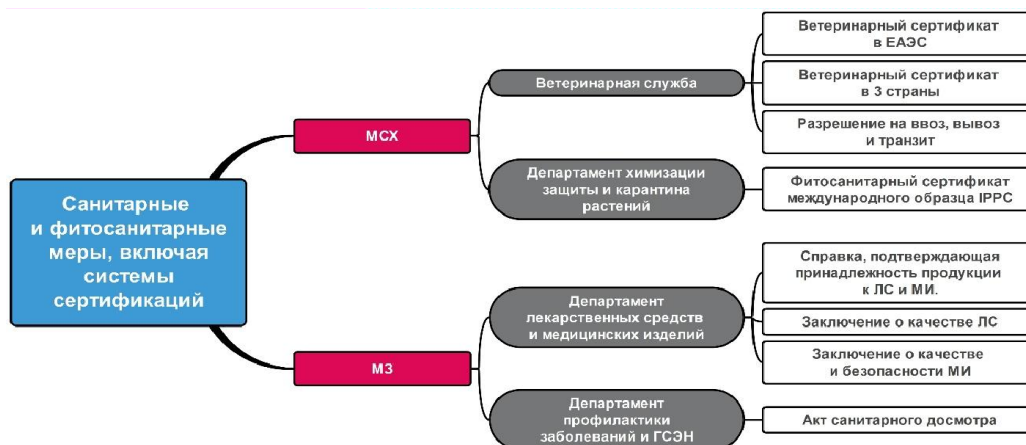 Санитарные
и фитосанитарные
меры, включая
системы
сертификаций
МСХ
Ветеринарная служба
Ветеринарный сертификат
в ЕАЭС
Ветеринарный сертификат
в 3 страны
Разрешение на ввоз, вывоз
и транзит
Департамент химизации
защиты и карантина
растений
Фитосанитарный сертификат
международного образца IPPC
МЗ
Департамент
лекарственных средств
и медицинских изделий
Справка, подтверждающая
принадлежность продукции
к ЛС и МИ.
Заключение о качестве ЛС
Заключение о качестве
и безопасности МИ
Департамент
профилактики
заболеваний и ГСЭН
Акт санитарного досмотра